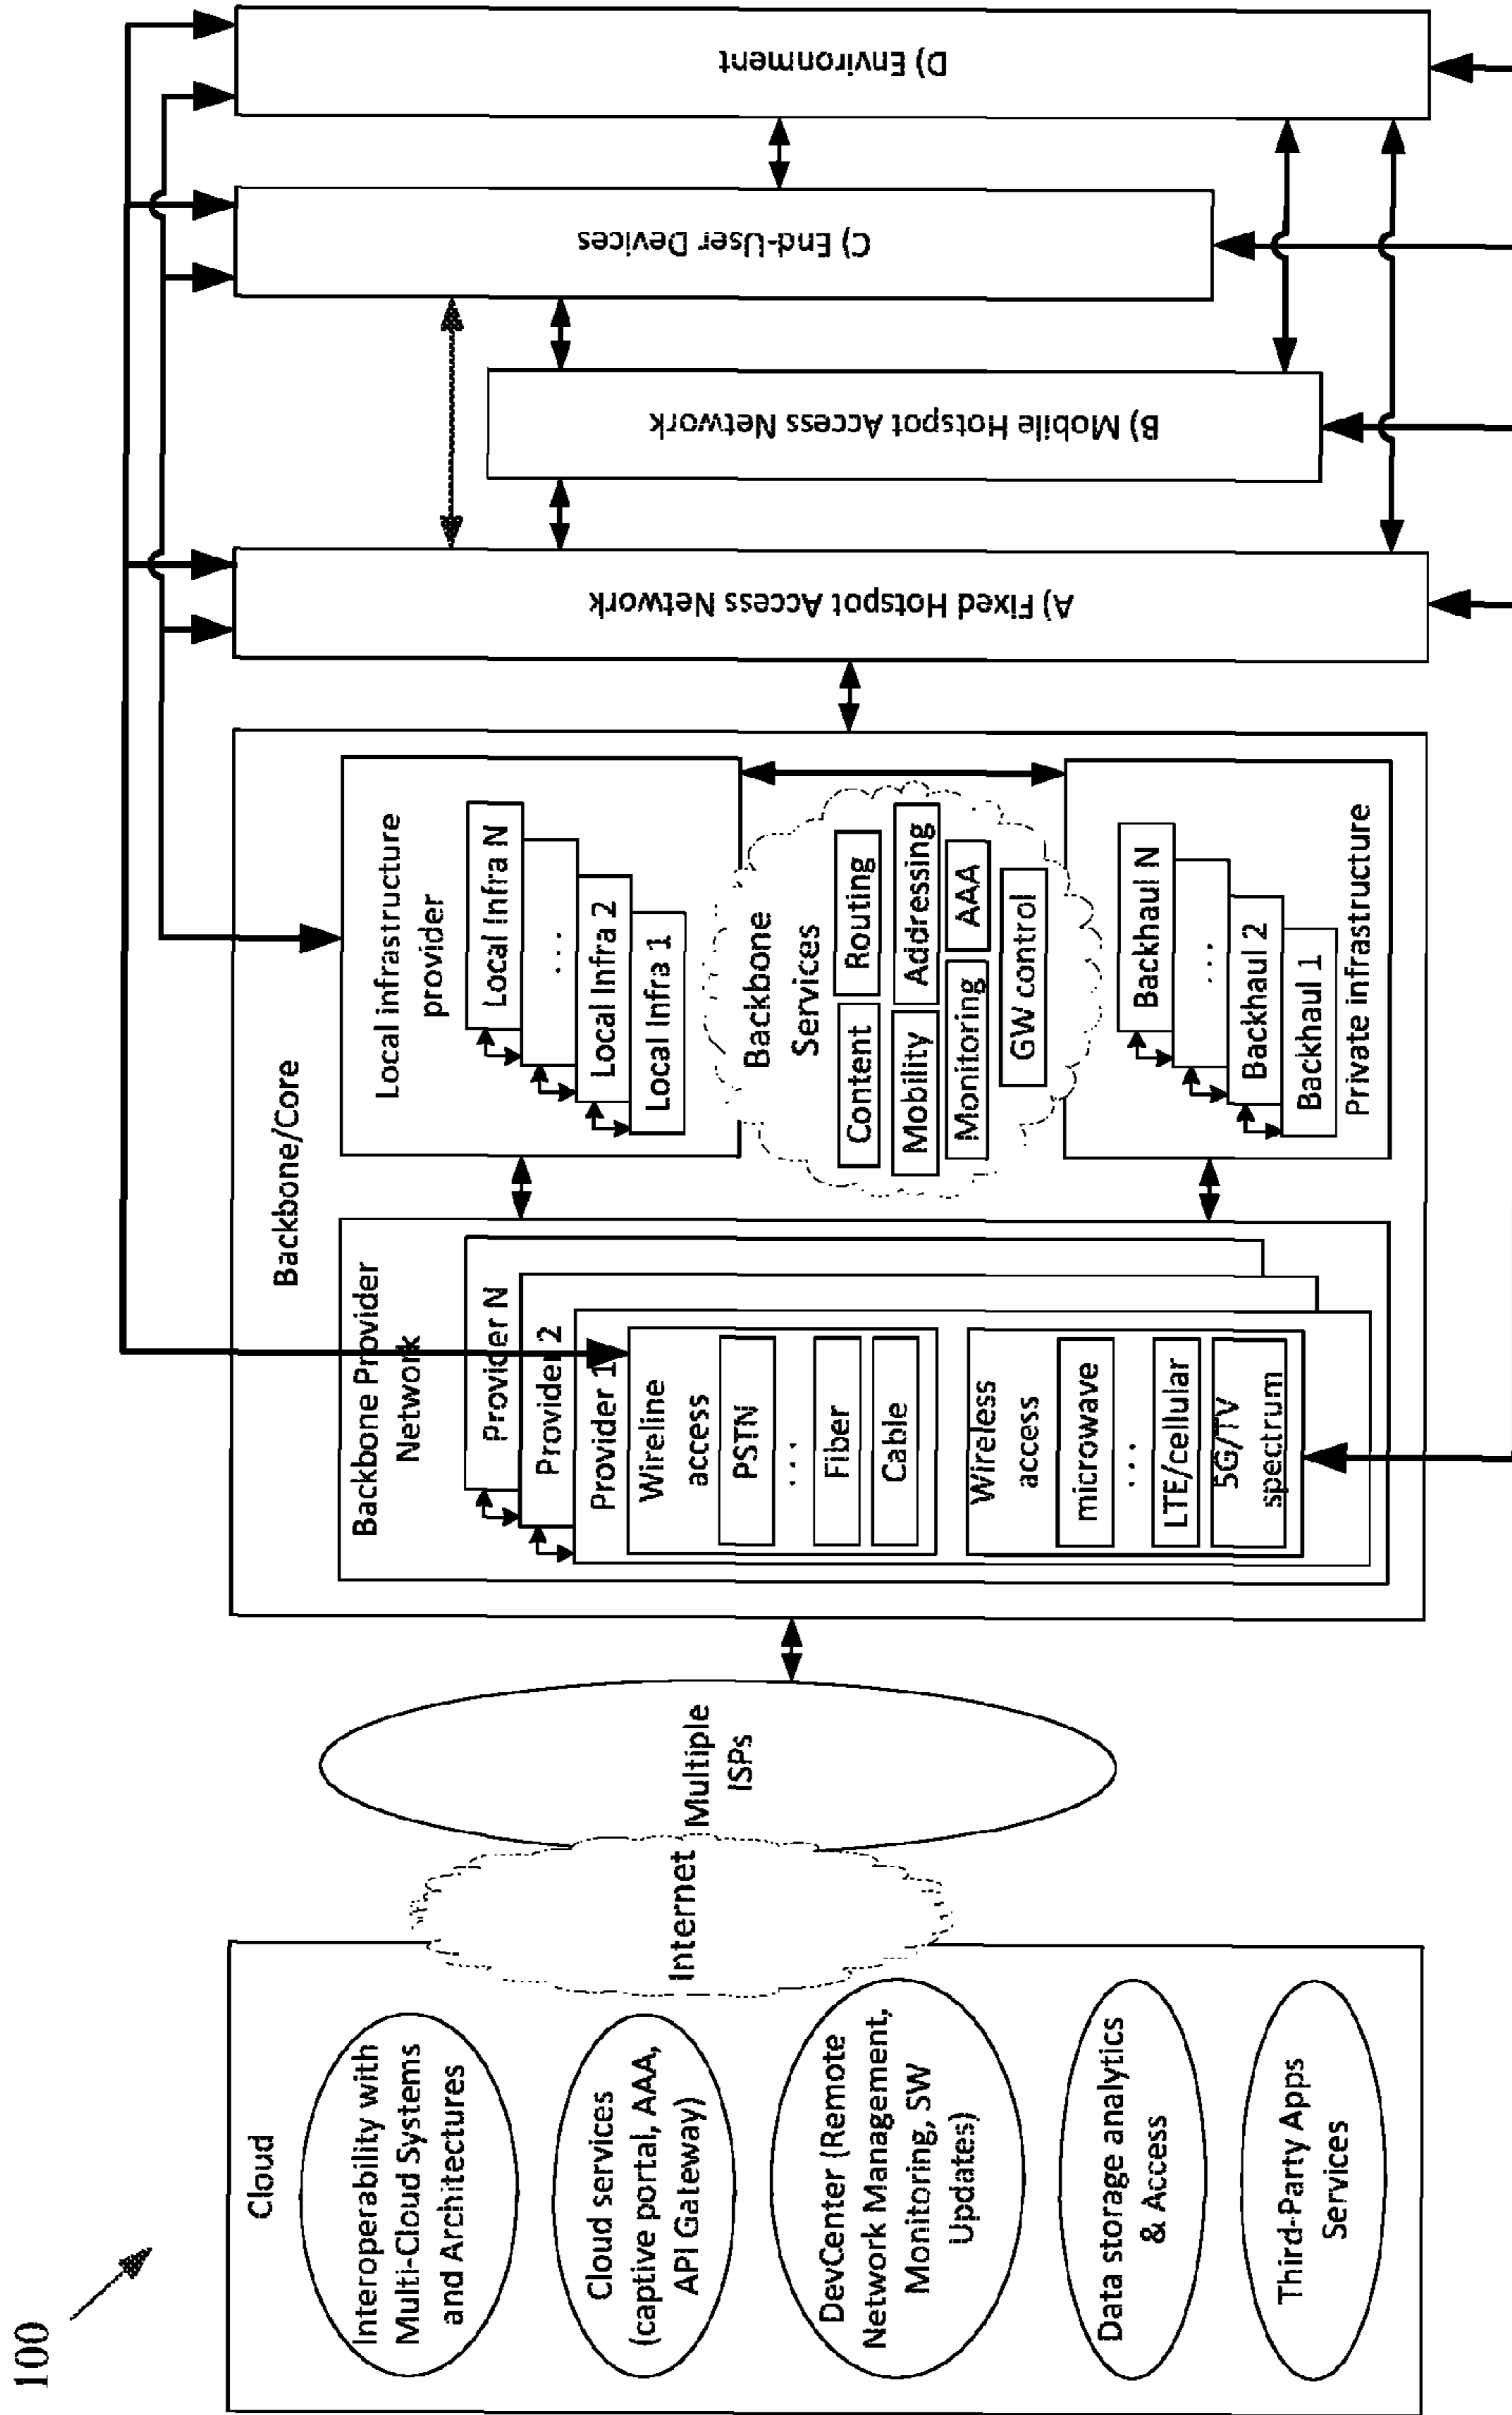 100
Cloud
Interoperability with
Multi-Cloud Systems
and Architectures
Cloud services
(captive portal, AAA,
API Gateway)
DevCenter (Remote
Network Management,
Monitoring, SW
Updates)
Data storage analytics
& Access
Third-Party Apps
Services
Internet
Multiple
ISPs
Backbone/Core
Backbone Provider
Network
Provider N
Provider 2
Provider 1
Wireline
access
PSTN
...
Fiber
Cable
Wireless
access
microwave
...
LTE/cellular
5G/TV
spectrum
Local infrastructure
provider
Local Infra N
...
Local Infra 2
Local Infra 1
Backbone
Services
Content
Routing
Mobility
Addressing
Monitoring
AAA
GW control
Backhaul N
...
Backhaul 2
Backhaul 1
Private infrastructure
A) Fixed Hotspot Access Network
B) Mobile Hotspot Access Network
C) End-User Devices
D) Environment